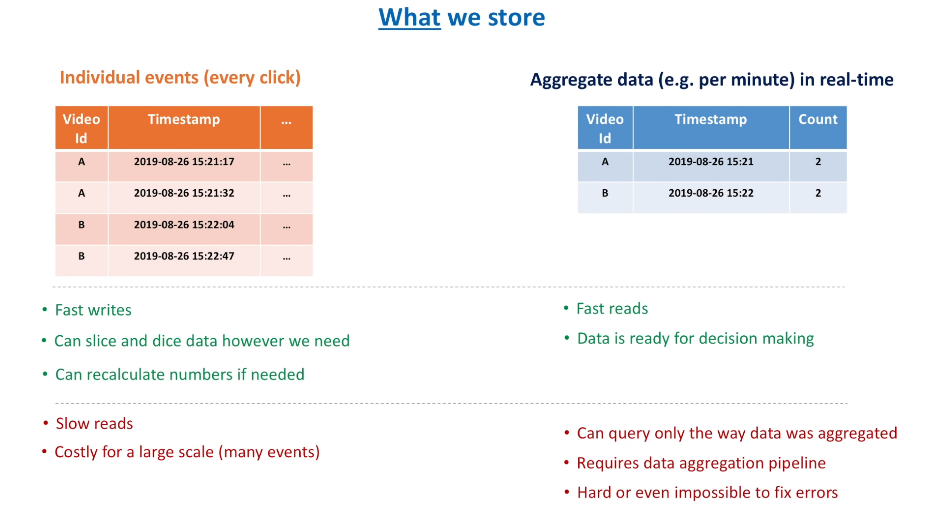 What we store
Individual events (every click)
Video Id	Timestamp	...
A	2019-08-26 15:21:17	...
A	2019-08-26 15:21:32	...
B	2019-08-26 15:22:04	...
B	2019-08-26 15:22:47	...
• Fast writes
• Can slice and dice data however we need
• Can recalculate numbers if needed
• Slow reads
• Costly for a large scale (many events)
Aggregate data (e.g. per minute) in real-time
Video Id	Timestamp	Count
A	2019-08-26 15:21	2
B	2019-08-26 15:22	2
• Fast reads
• Data is ready for decision making
• Can query only the way data was aggregated
• Requires data aggregation pipeline
• Hard or even impossible to fix errors